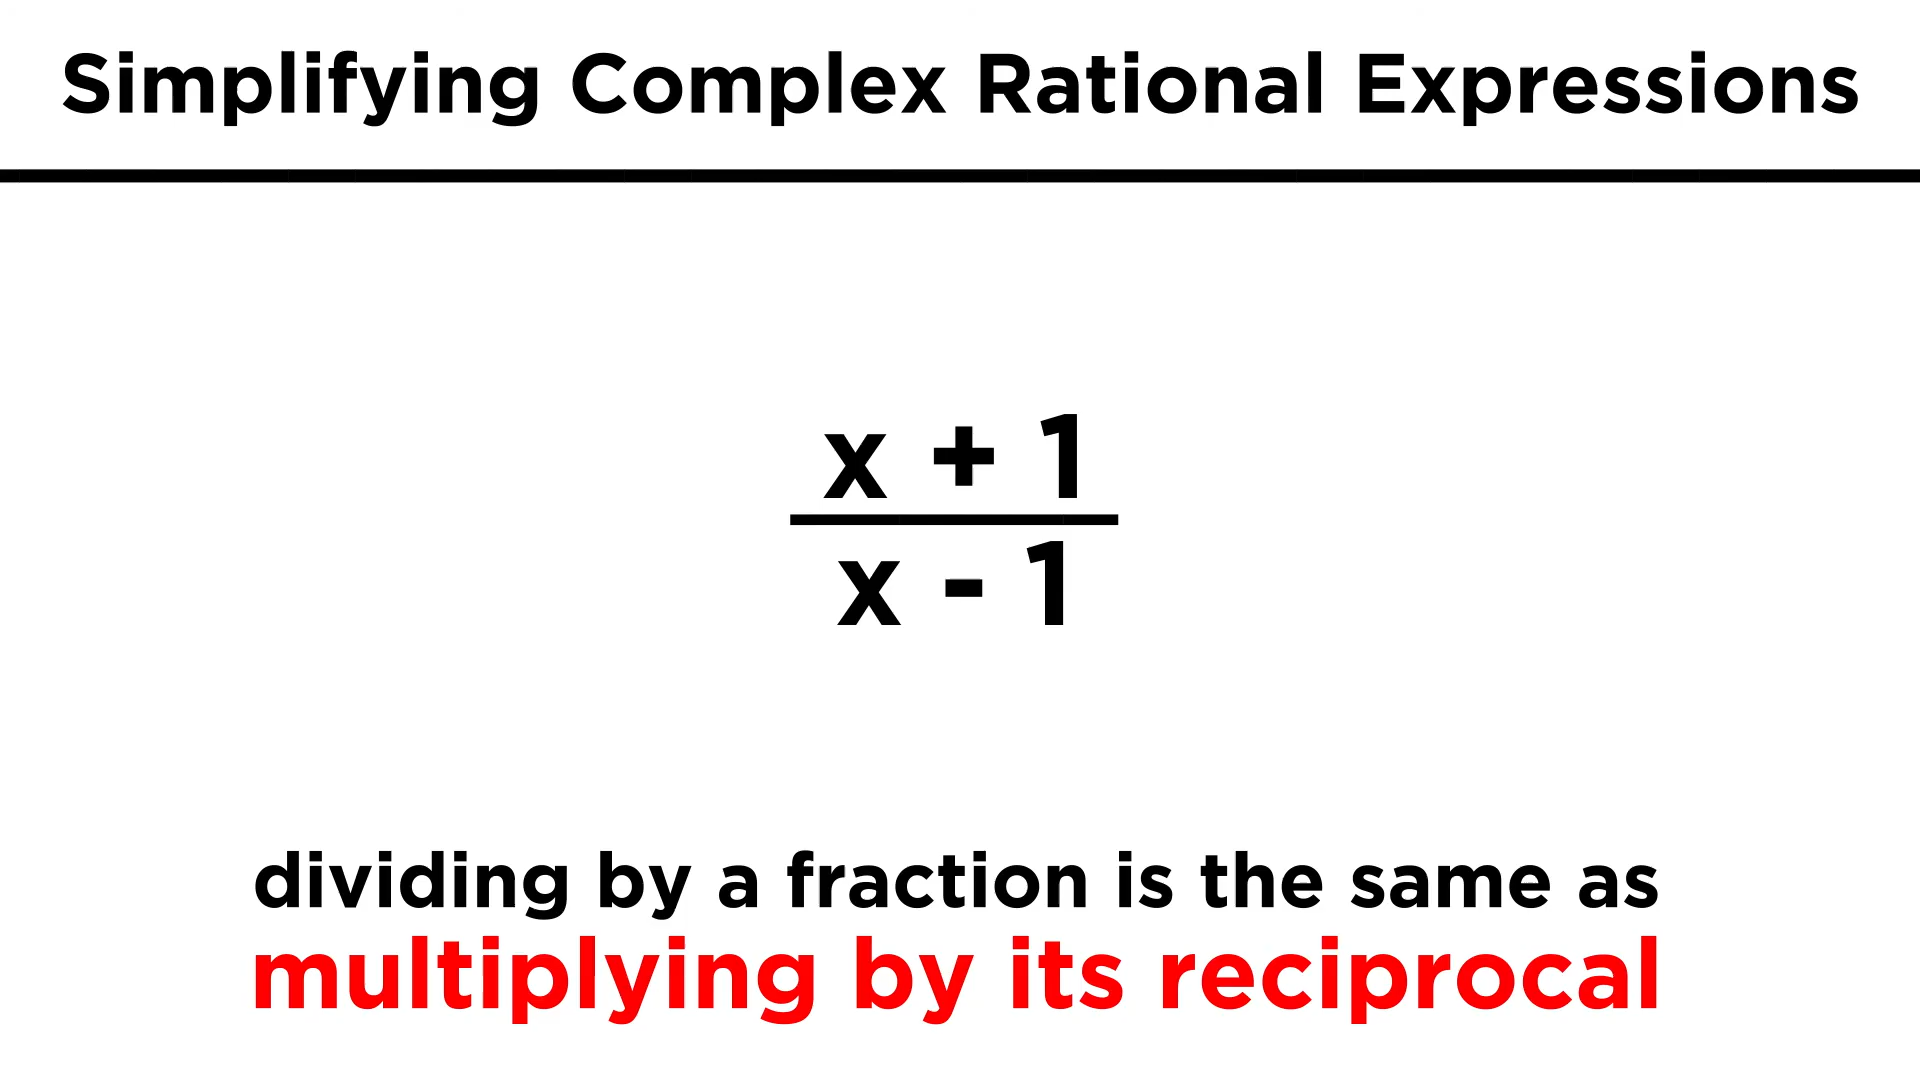 Simplifying Complex Rational Expressions
x + 1
x - 1
dividing by a fraction is the same as
multiplying by its reciprocal